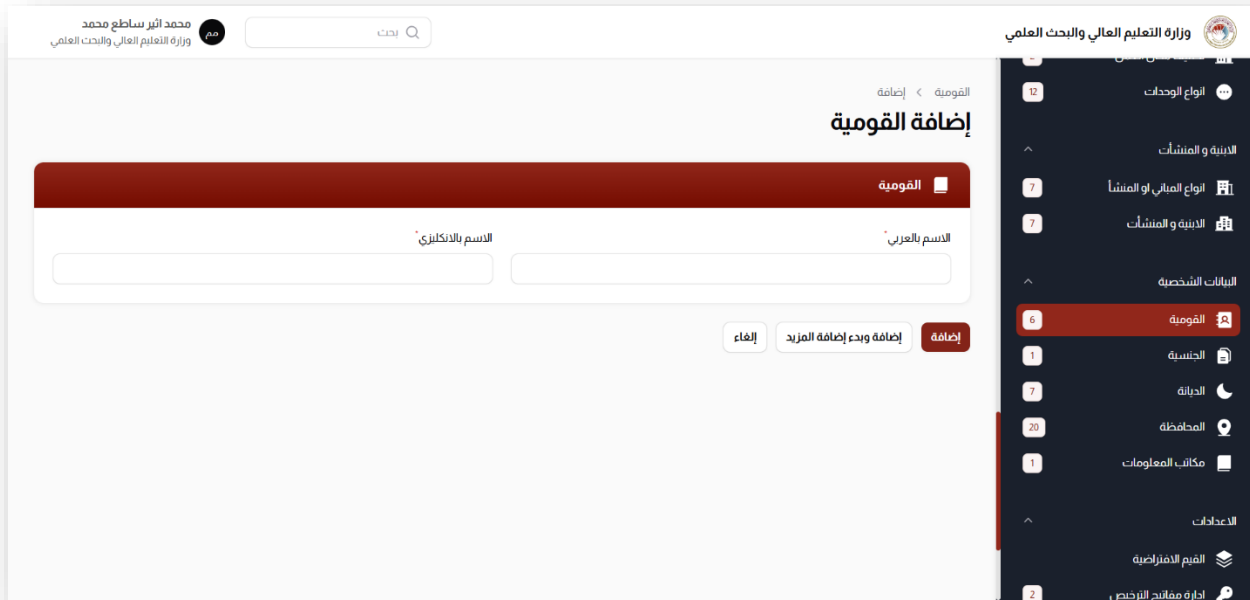 وزارة التعليم العالي والبحث العلمي
بحث
مم
محمد اثير ساطع محمد
وزارة التعليم العالي والبحث العلمي
2
انواع الوحدات
12
الابنية و المنشأت
انواع المباني او المنشأ
7
الابنية و المنشأت
7
البيانات الشخصية
القومية
6
الجنسية
1
الديانة
7
المحافظة
20
مكاتب المعلومات
1
الاعدادات
القيم الافتراضية
ادارة مفاتيح الترخيص
2
القومية > إضافة
إضافة القومية
القومية
الاسم بالعربي*
الاسم بالانكليزي*
إضافة
إضافة وبدء إضافة المزيد
إلغاء